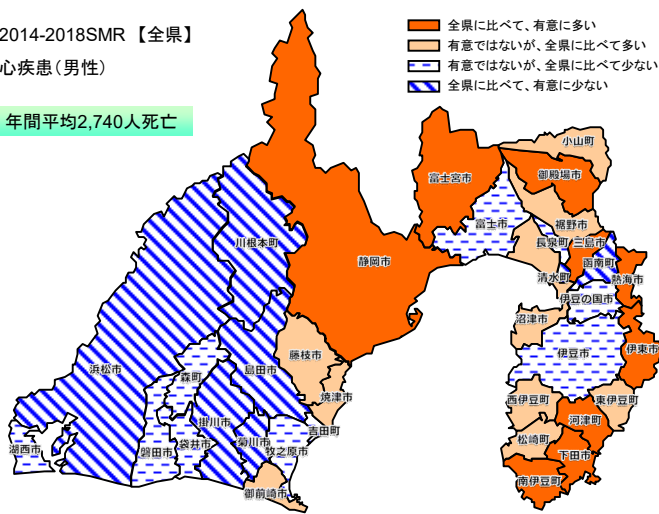 2014-2018SMR 【全県】
心疾患（男性）
年間平均2,740人死亡
全県に比べて、有意に多い
有意ではないが、全県に比べて多い
有意ではないが、全県に比べて少ない
全県に比べて、有意に少ない
小山町
御殿場市
富士宮市
裾野市
富士市
長泉町
三島市
川根本町
函南町
静岡市
清水町
熱海市
伊豆の国市
沼津市
伊東市
藤枝市
伊豆市
浜松市
森町
島田市
焼津市
西伊豆町
東伊豆町
掛川市
河津町
吉田町
湖西市
磐田市
袋井市
菊川市
牧之原市
松崎町
下田市
南伊豆町
御前崎市